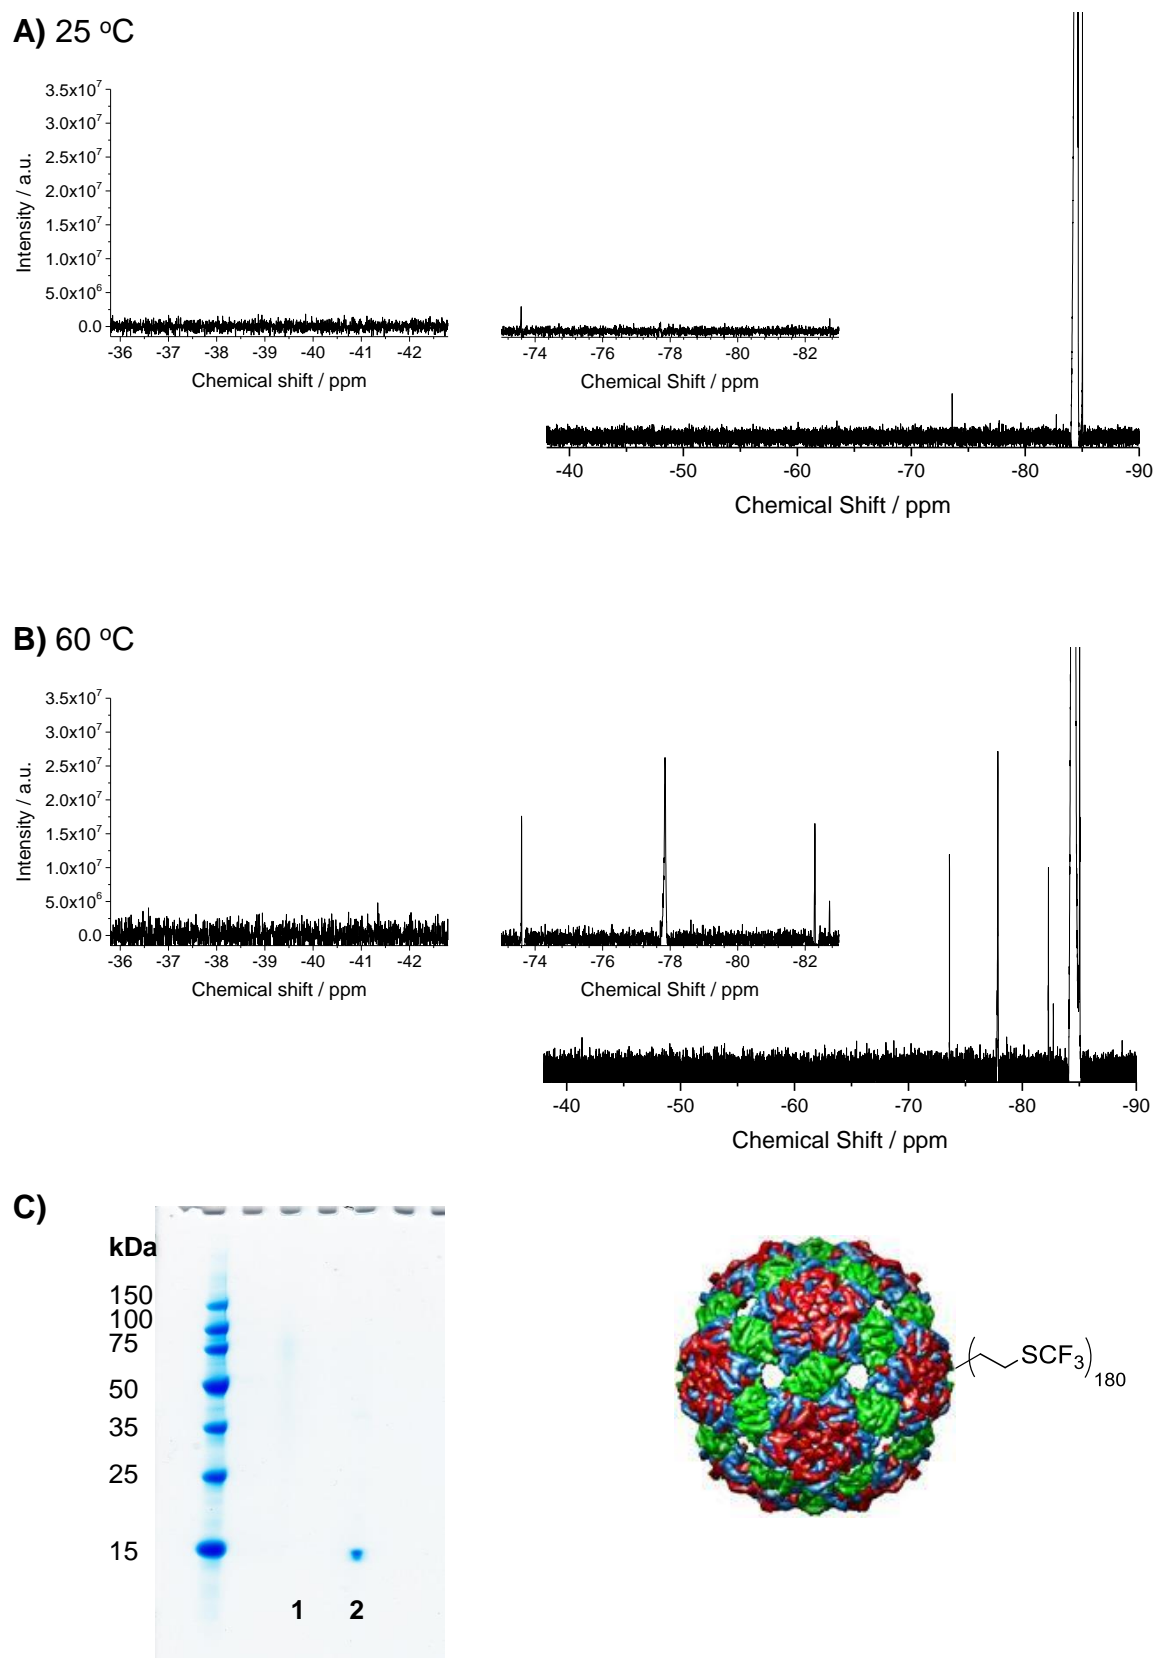 A) 25 °C
3.5x10⁷
3.0x10⁷
2.5x10⁷
2.0x10⁷
1.5x10⁷
1.0x10⁷
5.0x10⁶
0.0
Intensity / a.u.
-36 -37 -38 -39 -40 -41 -42
Chemical shift / ppm
-74 -76 -78 -80 -82
Chemical Shift / ppm
-40 -50 -60 -70 -80 -90
Chemical Shift / ppm
B) 60 °C
3.5x10⁷
3.0x10⁷
2.5x10⁷
2.0x10⁷
1.5x10⁷
1.0x10⁷
5.0x10⁶
0.0
Intensity / a.u.
-36 -37 -38 -39 -40 -41 -42
Chemical shift / ppm
-74 -76 -78 -80 -82
Chemical Shift / ppm
-40 -50 -60 -70 -80 -90
Chemical Shift / ppm
C)
kDa
150
100
75
50
35
25
15
1 2
(SCF₃)₁₈₀